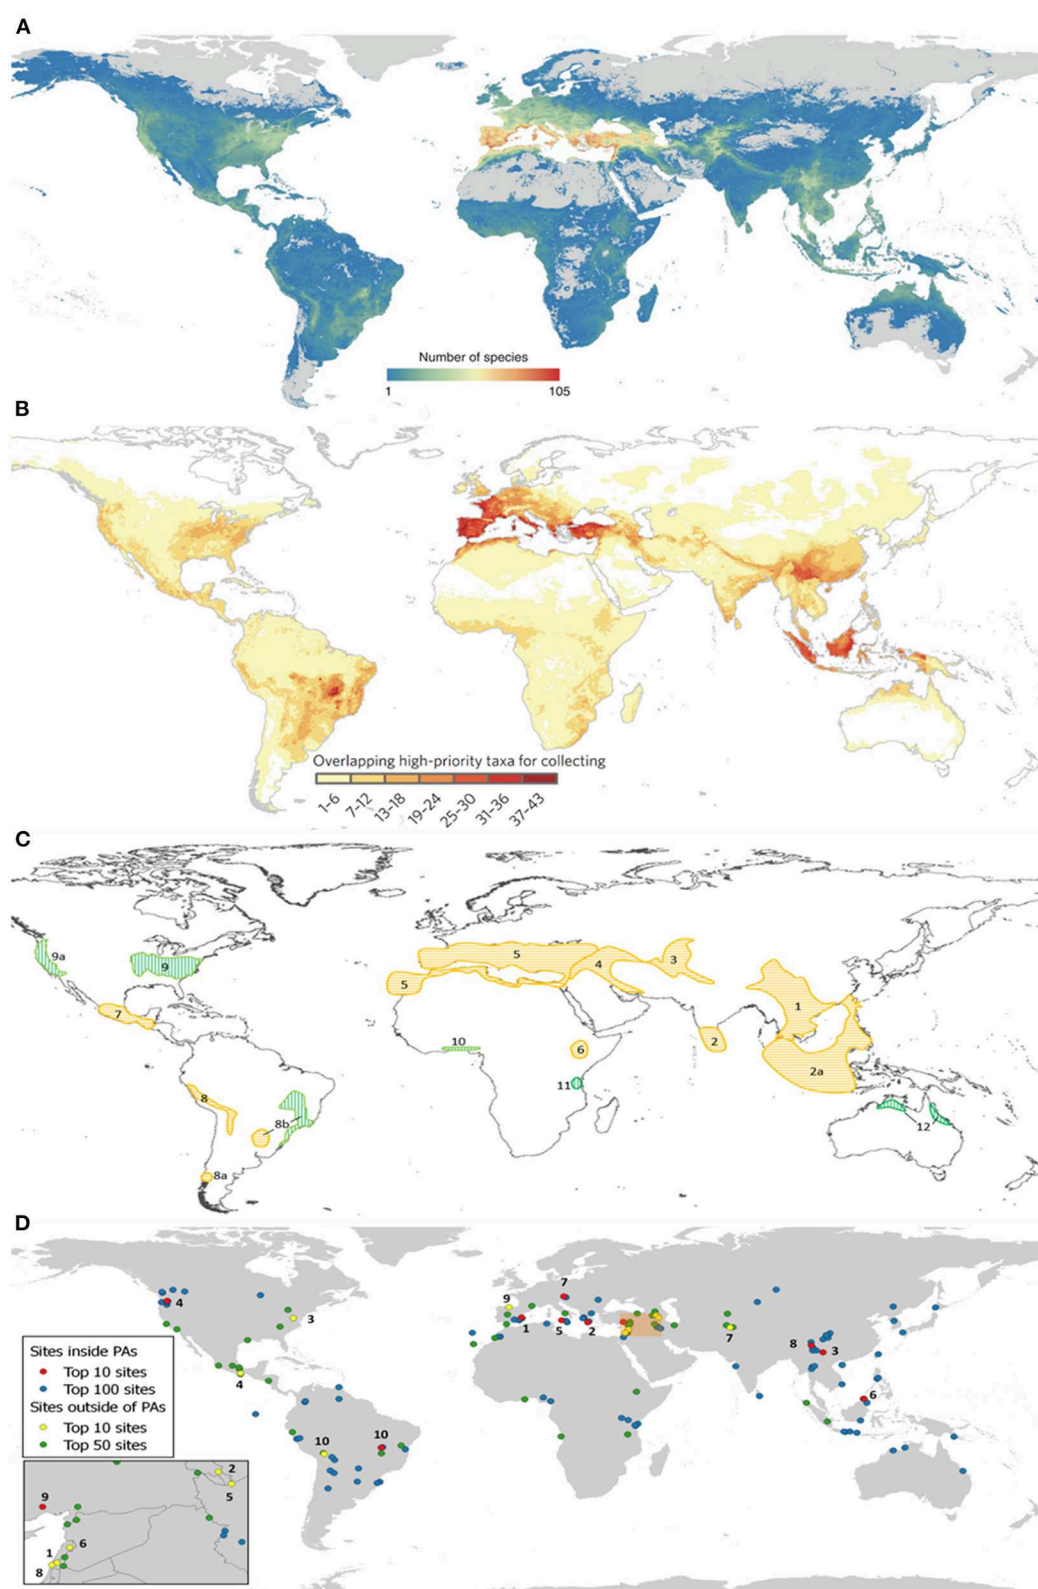 A
Number of species
1 105
B
Overlapping high-priority taxa for collecting
1–6 7–12 13–18 19–24 25–30 31–36 37–43
C
9a
9
5
4
3
5
1
7
2
10
6
2a
11
8
8b
12
8a
D
7
9
4
3
1
5
2
7
8
3
Sites inside PAs
Top 10 sites
Top 100 sites
Sites outside of PAs
Top 10 sites
Top 50 sites
4
6
10
10
2
5
9
6
1
8